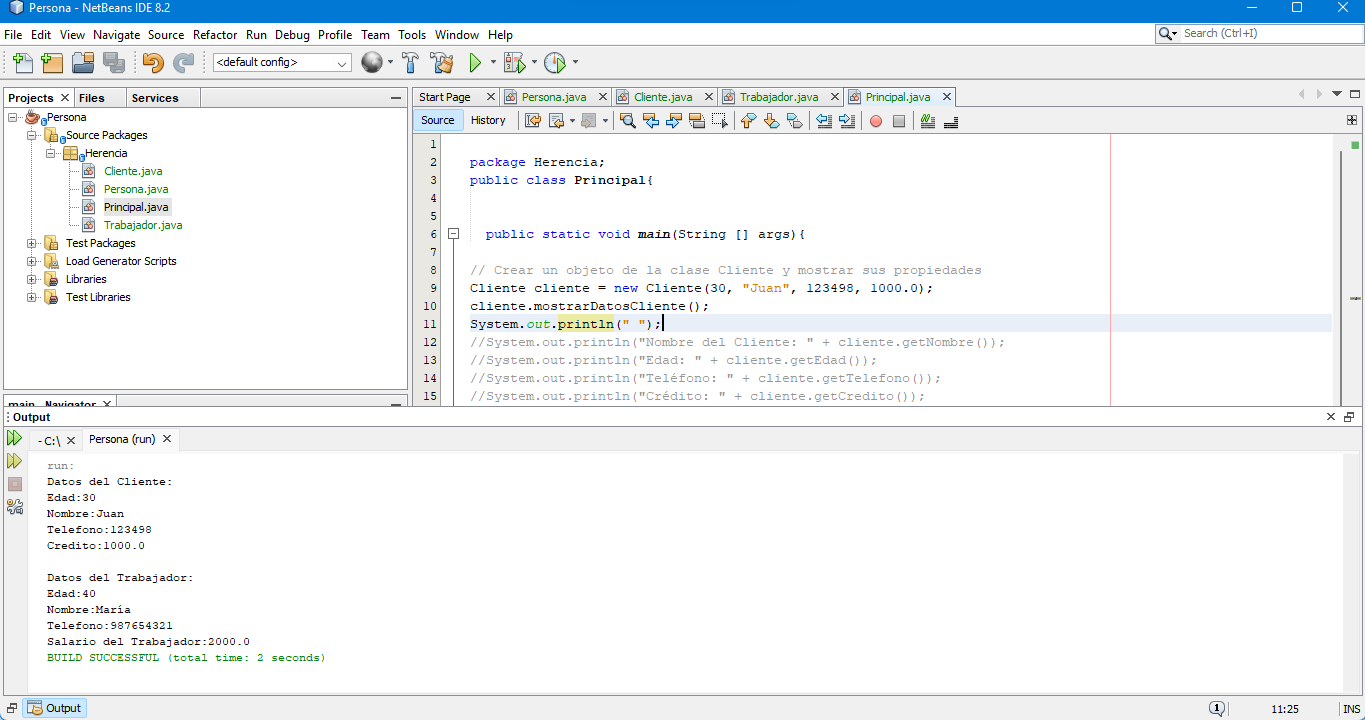 Persona - NetBeans IDE 8.2
File Edit View Navigate Source Refactor Run Debug Profile Team Tools Window Help
Search (Ctrl+I)
<default config>
Projects Files Services
Persona
Source Packages
Herencia
Cliente.java
Persona.java
Principal.java
Trabajador.java
Test Packages
Load Generator Scripts
Libraries
Test Libraries
main - Navigator
Start Page Persona.java Cliente.java Trabajador.java Principal.java
Source History
1
2 package Herencia;
3 public class Principal{
4
5
6 public static void main(String [] args){
7
8 // Crear un objeto de la clase Cliente y mostrar sus propiedades
9 Cliente cliente = new Cliente(30, "Juan", 123498, 1000.0);
10 cliente.mostrarDatosCliente();
11 System.out.println(" ");
12 //System.out.println("Nombre del Cliente: " + cliente.getNombre());
13 //System.out.println("Edad: " + cliente.getEdad());
14 //System.out.println("Teléfono: " + cliente.getTelefono());
15 //System.out.println("Crédito: " + cliente.getCredito());
Output
- C:\ Persona (run)
run:
Datos del Cliente:
Edad:30
Nombre:Juan
Telefono:123498
Credito:1000.0
Datos del Trabajador:
Edad:40
Nombre:María
Telefono:987654321
Salario del Trabajador:2000.0
BUILD SUCCESSFUL (total time: 2 seconds)
Output
1 11:25 INS